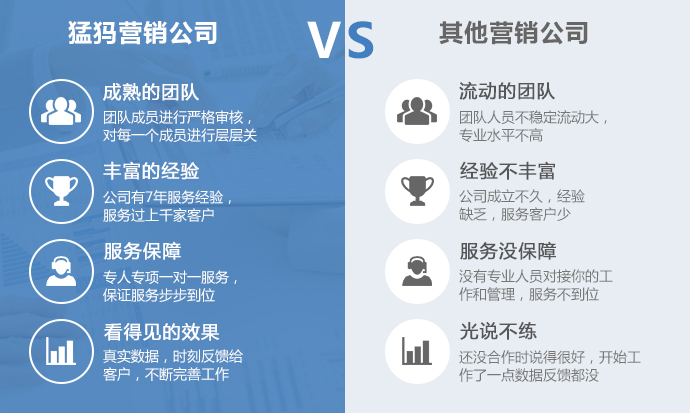 猛犸营销公司
VS
其他营销公司
成熟的团队
团队成员进行严格审核，
对每一个成员进行层层关
丰富的经验
公司有7年服务经验，
服务过上千家客户
服务保障
专人专项一对一服务，
保证服务步步到位
看得见的效果
真实数据，时刻反馈给
客户，不断完善工作
流动的团队
团队人员不稳定流动大，
专业水平不高
经验不丰富
公司成立不久，经验
缺乏，服务客户少
服务没保障
没有专业人员对接你的工
作和管理，服务不到位
光说不练
还没合作时说得很好，开始工
作了一点数据反馈都没